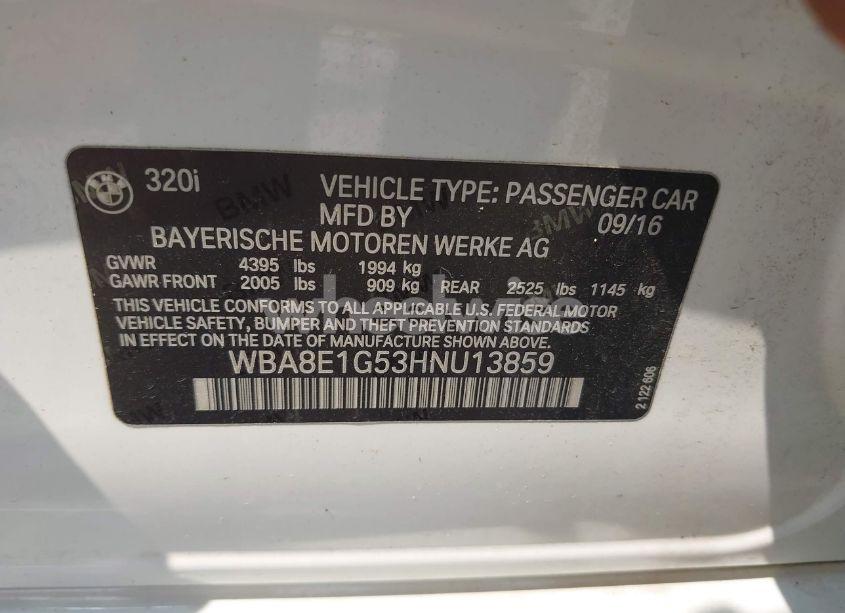 320i VEHICLE TYPE: PASSENGER CAR
MFD BY 09/16
BAYERISCHE MOTOREN WERKE AG
GVWR 4395 lbs 1994 kg
GAWR FRONT 2005 lbs 909 kg REAR 2525 lbs 1145 kg
THIS VEHICLE CONFORMS TO ALL APPLICABLE U.S. FEDERAL MOTOR
VEHICLE SAFETY, BUMPER AND THEFT PREVENTION STANDARDS
IN EFFECT ON THE DATE OF MANUFACTURE SHOWN ABOVE.
WBA8E1G53HNU13859
2 122 606
BMW
BMW
BMW